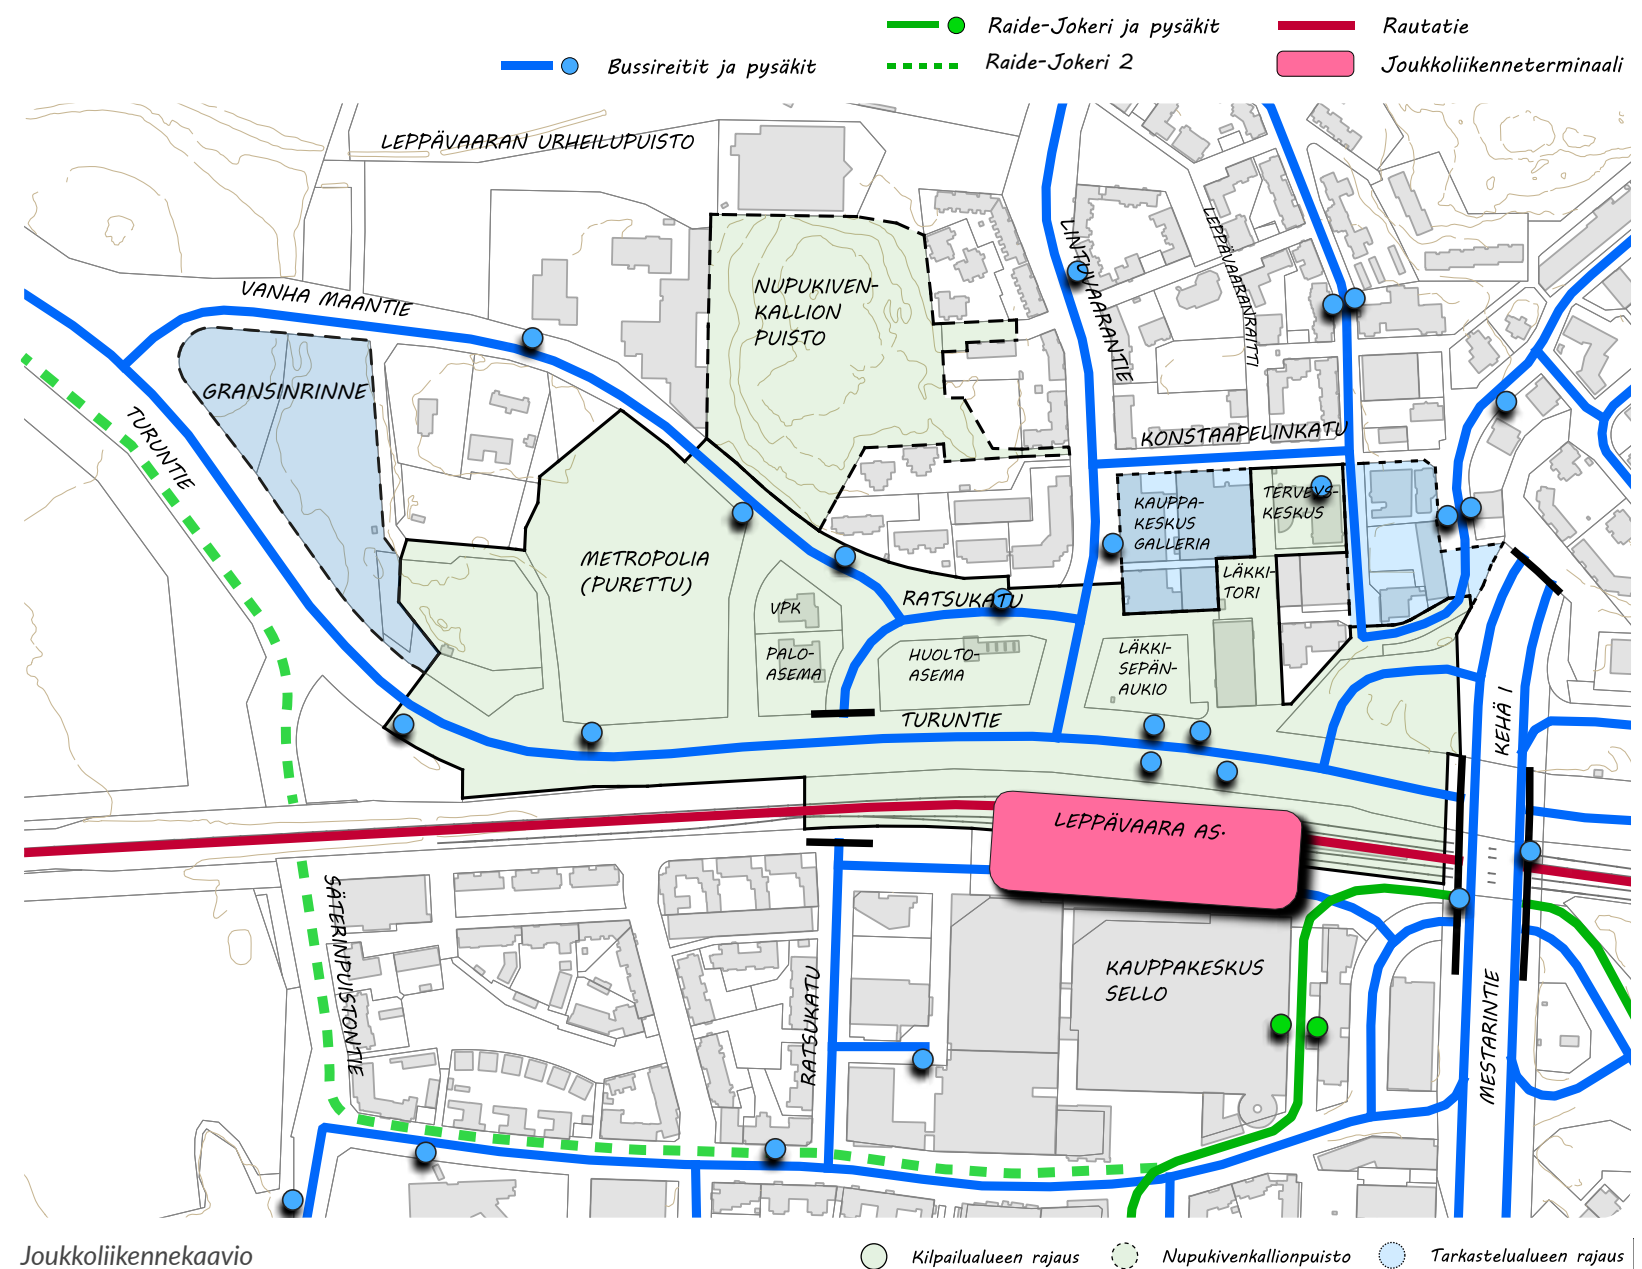 Raide-Jokeri ja pysäkit
Rautatie
Bussireitit ja pysäkit
Raide-Jokeri 2
Joukkoliikenneterminaali
LEPPÄVAARAN URHEILUPUISTO
VANHA MAANTIE
NUPUKIVEN-
KALLION
PUISTO
LINTUVAARANTIE
LEPPÄVAARANRAITTI
GRANSINRINNE
TURUNTIE
KONSTAAPELINKATU
KAUPPA-
KESKUS
GALLERIA
TERVEYS-
KESKUS
METROPOLIA
(PURETTU)
LÄKKI-
TORI
RATSUKATU
VPK
PALO-
ASEMA
HUOLTO-
ASEMA
LÄKKI-
SEPÄN-
AUKIO
TURUNTIE
KEHÄ I
LEPPÄVAARA AS.
SÄTERINPUISTONTIE
RATSUKATU
KAUPPAKESKUS
SELLO
MESTARINTIE
Joukkoliikennekaavio
Kilpailualueen rajaus
Nupukivenkallionpuisto
Tarkastelualueen rajaus